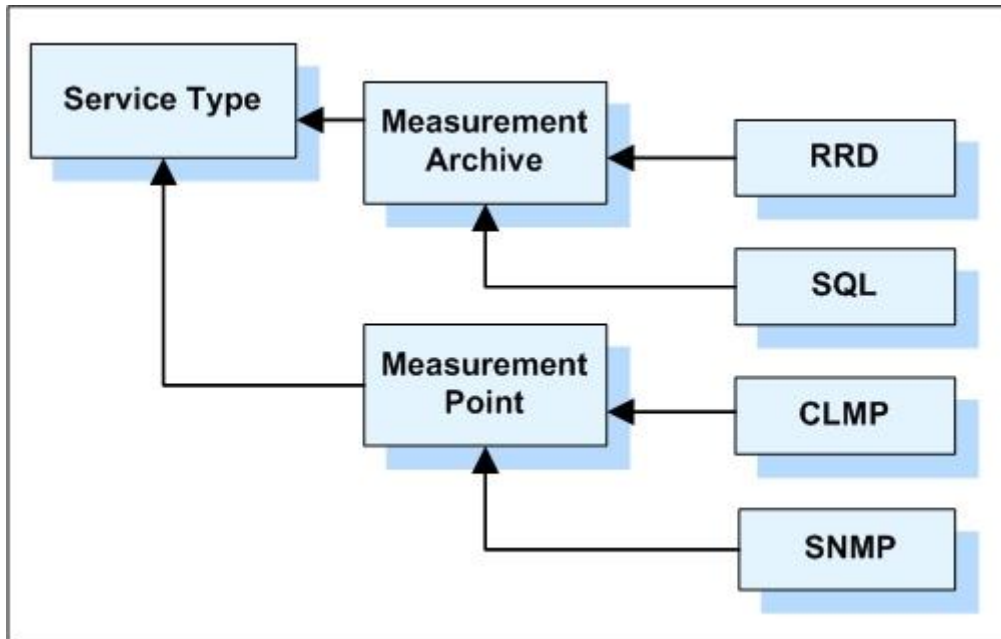 Service Type
Measurement
Archive
RRD
SQL
Measurement
Point
CLMP
SNMP